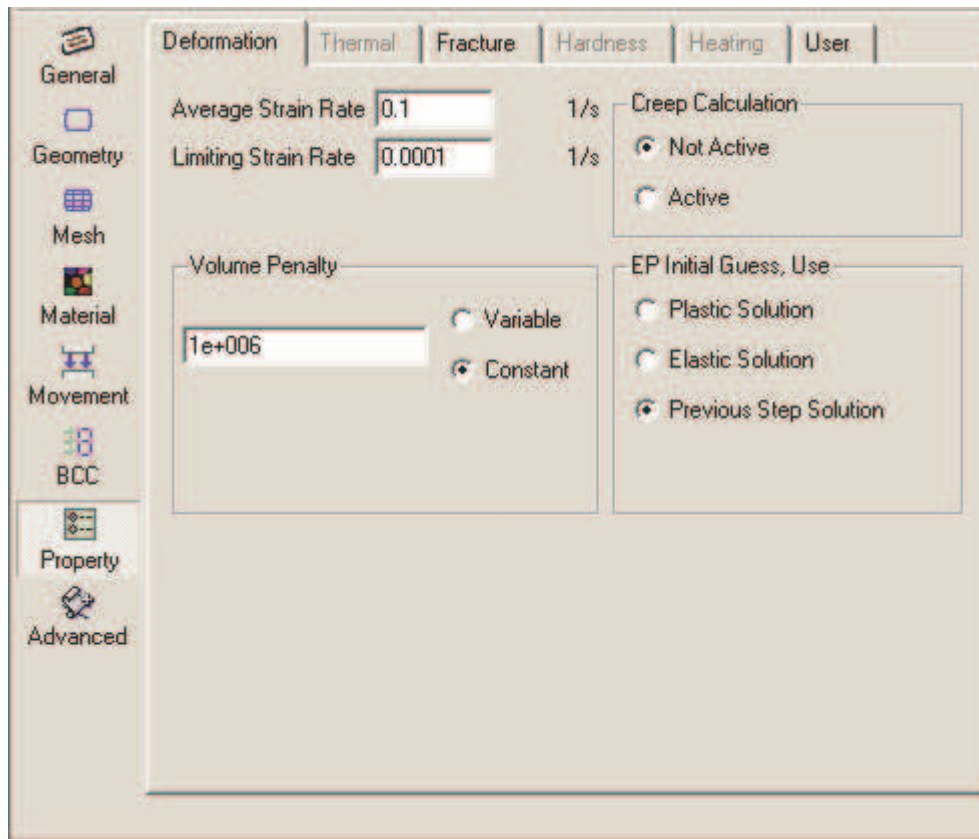 General
Geometry
Mesh
Material
Movement
BCC
Property
Advanced
Deformation Thermal Fracture Hardness Heating User
Average Strain Rate 0.1 1/s
Limiting Strain Rate 0.0001 1/s
Creep Calculation
Not Active
Active
Volume Penalty
1e+006
Variable
Constant
EP Initial Guess, Use
Plastic Solution
Elastic Solution
Previous Step Solution